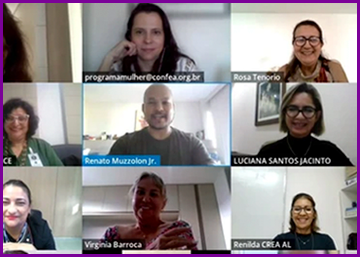 programamulher@confea.org.br
Rosa Tenorio
CE
Renato Muzzolon Jr.
LUCIANA SANTOS JACINTO
Virginia Barroca
Renilda CREA AL